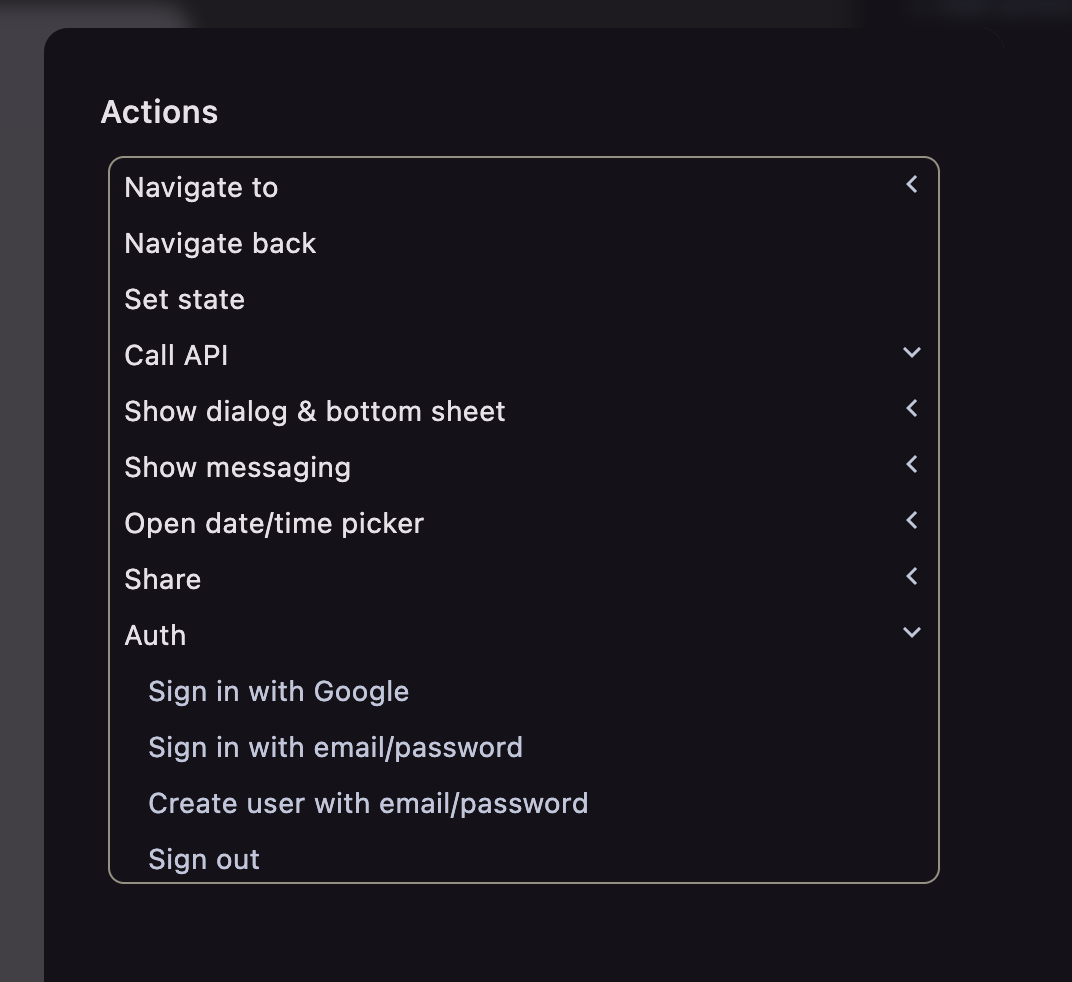 Actions
Navigate to
Navigate back
Set state
Call API
Show dialog & bottom sheet
Show messaging
Open date/time picker
Share
Auth
Sign in with Google
Sign in with email/password
Create user with email/password
Sign out